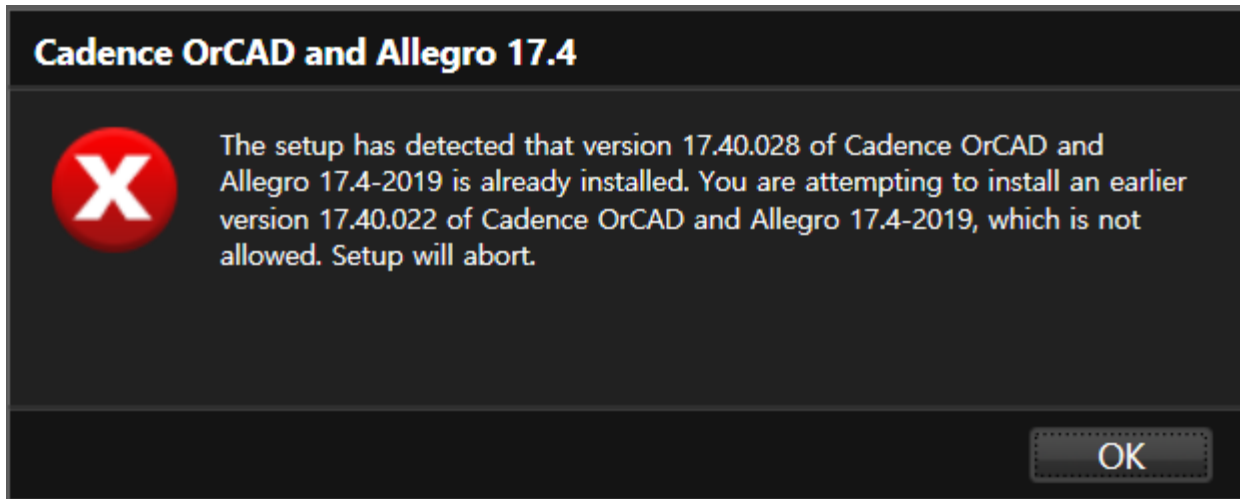 Cadence OrCAD and Allegro 17.4
The setup has detected that version 17.40.028 of Cadence OrCAD and
Allegro 17.4-2019 is already installed. You are attempting to install an earlier
version 17.40.022 of Cadence OrCAD and Allegro 17.4-2019, which is not
allowed. Setup will abort.
OK